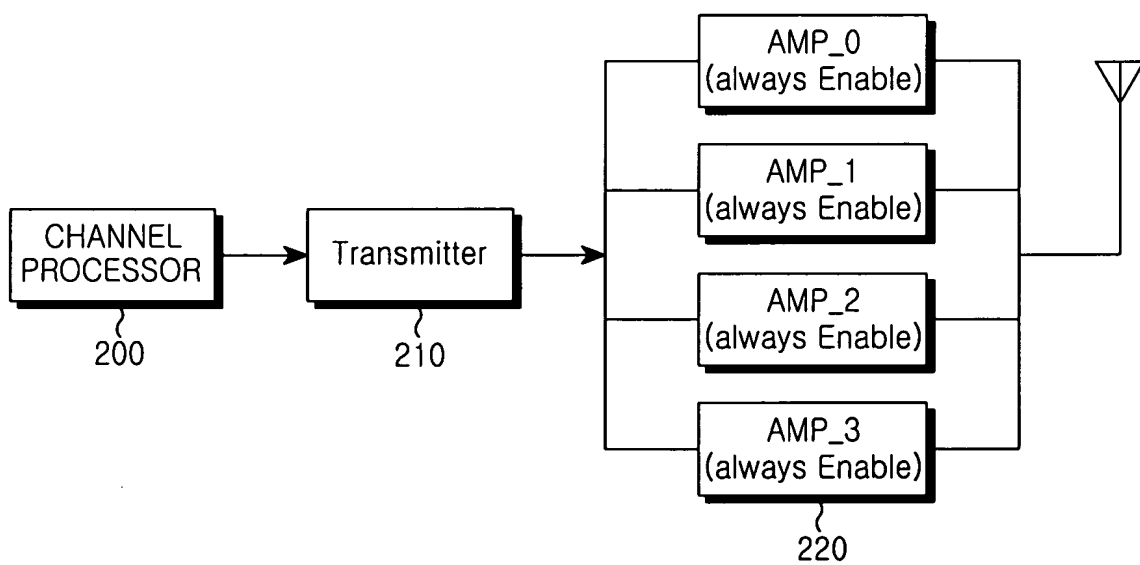 CHANNEL
PROCESSOR
200
Transmitter
210
AMP_0
(always Enable)
AMP_1
(always Enable)
AMP_2
(always Enable)
AMP_3
(always Enable)
220